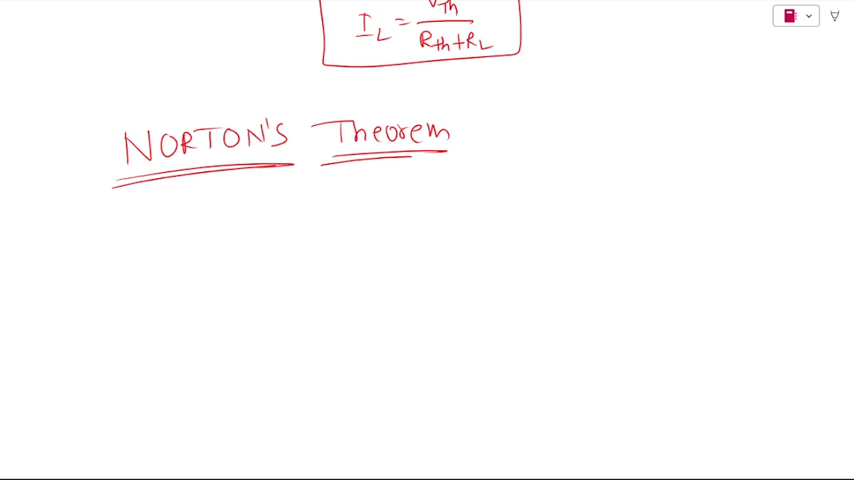 I_L = V_Th / R_Th + R_L
NORTON'S Theorem